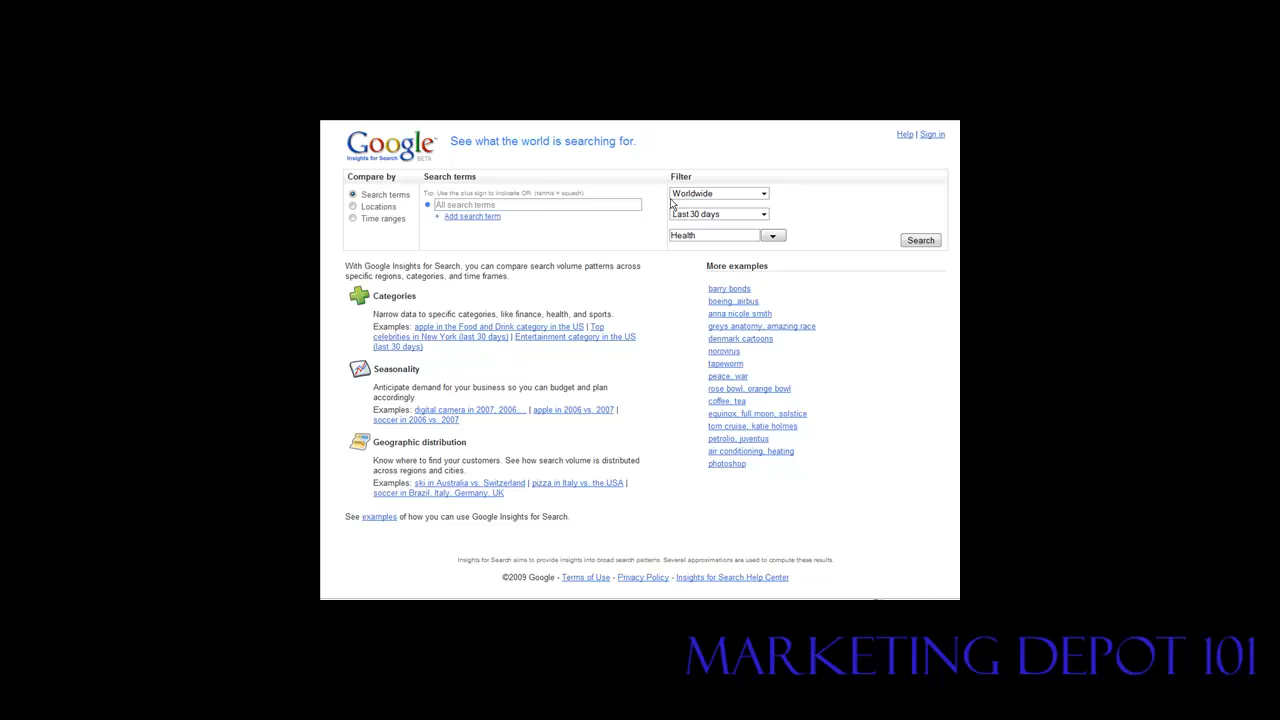 Google™
Insights for Search BETA
See what the world is searching for.
Help | Sign in
Compare by
Search terms
Locations
Time ranges
Search terms
Tip: Use the plus sign to indicate OR. (tennis + squash)
All search terms
+ Add search term
Filter
Worldwide
Last 30 days
Health
Search
With Google Insights for Search, you can compare search volume patterns across
specific regions, categories, and time frames.
Categories
Narrow data to specific categories, like finance, health, and sports.
Examples: apple in the Food and Drink category in the US | Top
celebrities in New York (last 30 days) | Entertainment category in the US
(last 30 days)
Seasonality
Anticipate demand for your business so you can budget and plan
accordingly.
Examples: digital camera in 2007, 2006,... | apple in 2006 vs. 2007 |
soccer in 2006 vs. 2007
Geographic distribution
Know where to find your customers. See how search volume is distributed
across regions and cities.
Examples: ski in Australia vs. Switzerland | pizza in Italy vs. the USA |
soccer in Brazil, Italy, Germany, UK
See examples of how you can use Google Insights for Search.
More examples
barry bonds
boeing, airbus
anna nicole smith
greys anatomy, amazing race
denmark cartoons
norovirus
tapeworm
peace, war
rose bowl, orange bowl
coffee, tea
equinox, full moon, solstice
tom cruise, katie holmes
petrolio, juventus
air conditioning, heating
photoshop
Insights for Search aims to provide insights into broad search patterns. Several approximations are used to compute these results.
©2009 Google - Terms of Use - Privacy Policy - Insights for Search Help Center
MARKETING DEPOT 101